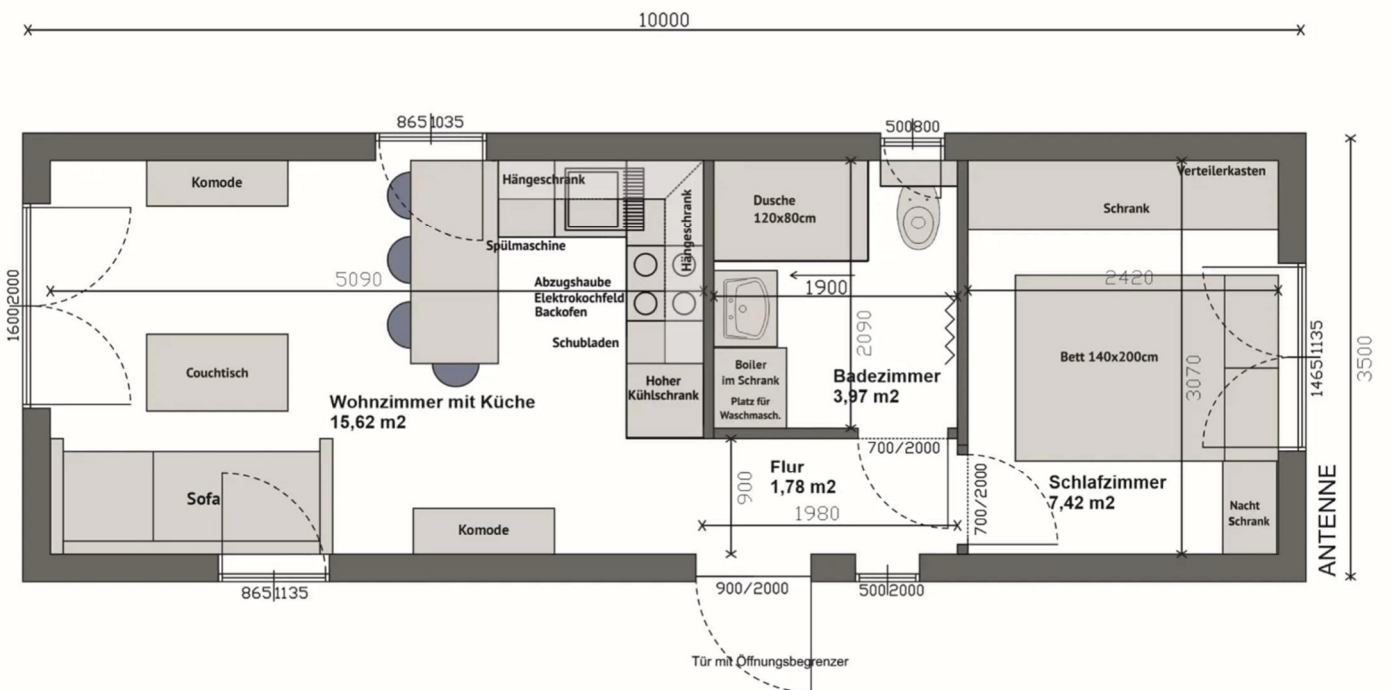 10000
865 1035
500 800
Komode
Hängeschrank
Hängeschrank
Spülmaschine
Dusche
120x80cm
Verteilerkasten
Schrank
5090
Abzugshaube
Elektrokochfeld
Backofen
Schubladen
1900
2090
2420
1600 2000
Couchtisch
Hoher
Kühlschrank
Boiler
im Schrank
Platz für
Waschmasch.
Badezimmer
3,97 m2
Bett 140x200cm
3070
1465 1135
3500
Wohnzimmer mit Küche
15,62 m2
700/2000
Flur
1,78 m2
900
1980
700/2000
Schlafzimmer
7,42 m2
Nacht
Schrank
ANTENNE
Sofa
Komode
865 1135
900/2000
500 2000
Tür mit Öffnungsbegrenzer